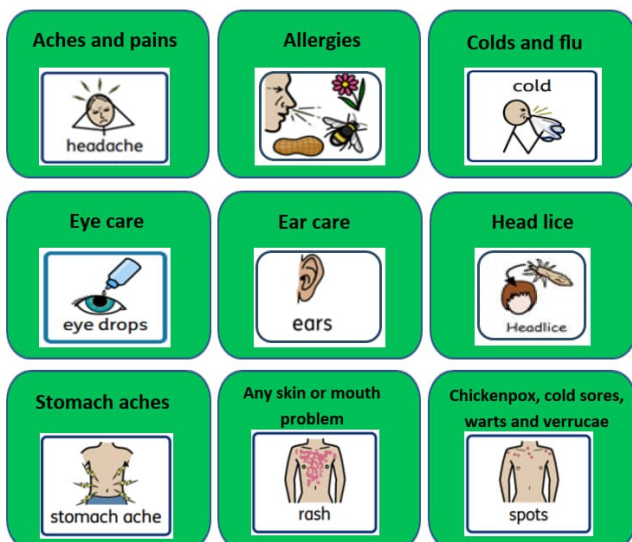 Aches and pains
headache
Allergies
Colds and flu
cold
Eye care
eye drops
Ear care
ears
Head lice
Headlice
Stomach aches
stomach ache
Any skin or mouth
problem
rash
Chickenpox, cold sores,
warts and verrucae
spots